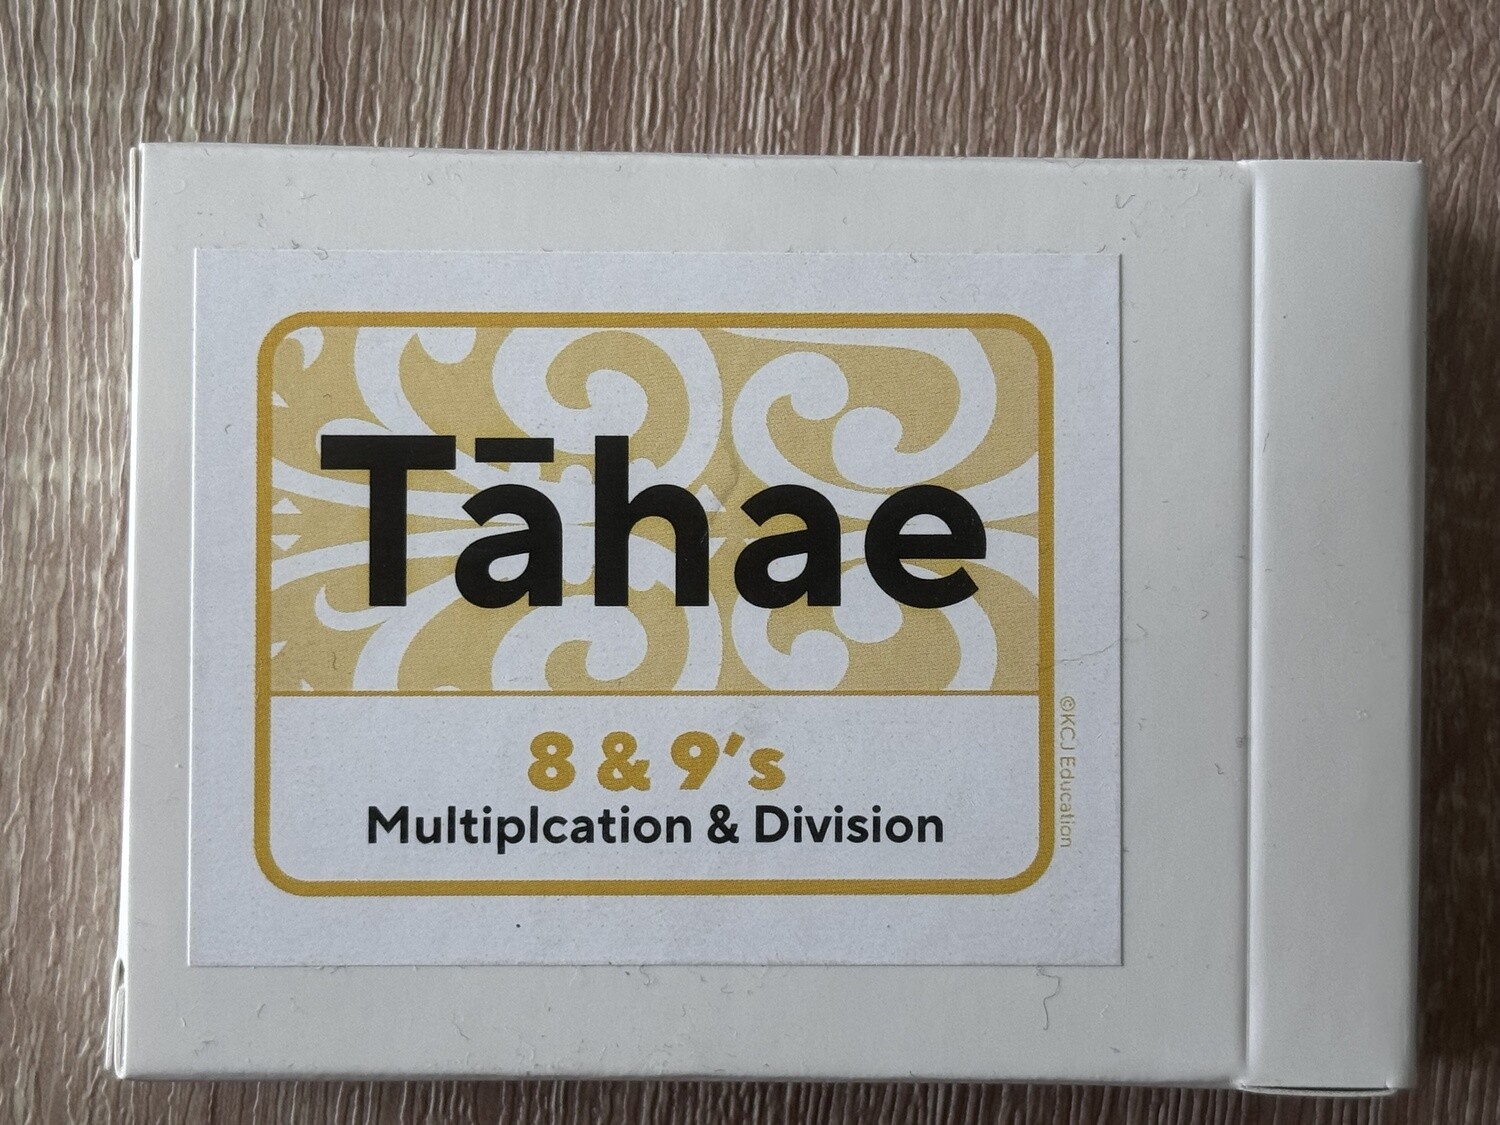 Tāhae
8 & 9's
Multiplcation & Division
©KCJ Education